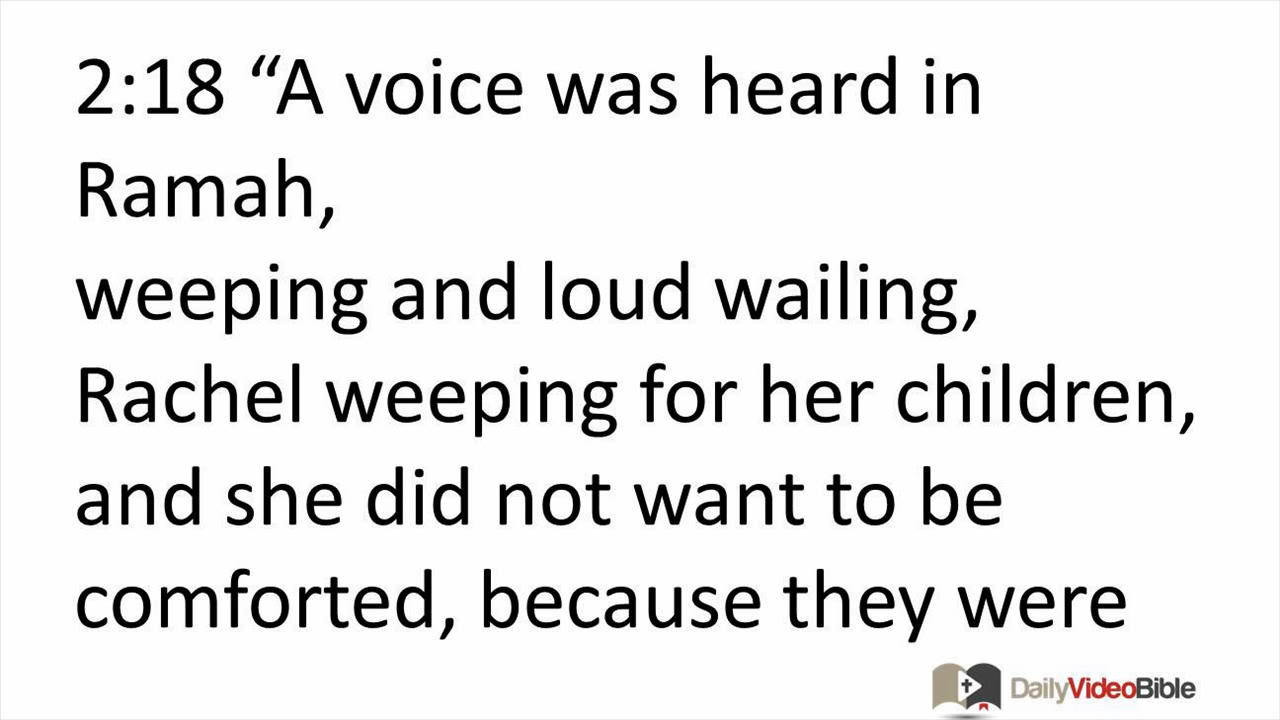 2:18 “A voice was heard in
Ramah,
weeping and loud wailing,
Rachel weeping for her children,
and she did not want to be
comforted, because they were
DailyVideoBible